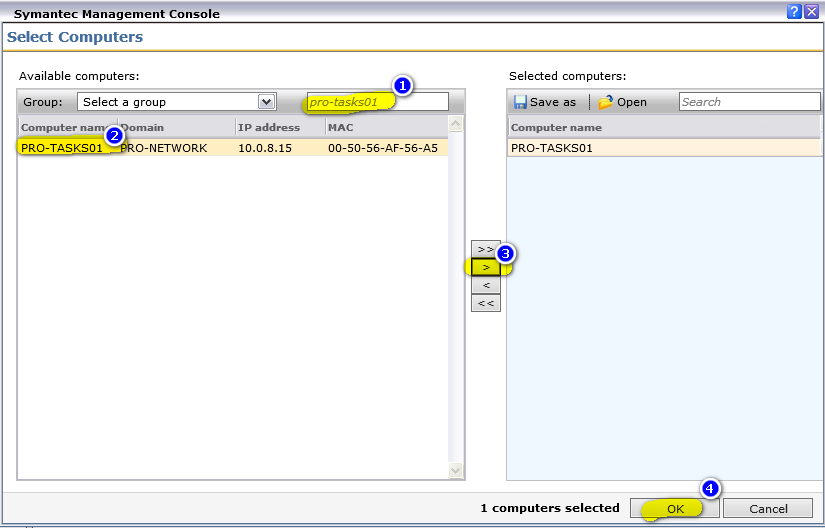 Symantec Management Console ? X
Select Computers
Available computers:
Selected computers:
Group: Select a group pro-tasks01 1
Save as Open Search
Computer name 2 Domain IP address MAC
Computer name
PRO-TASKS01 PRO-NETWORK 10.0.8.15 00-50-56-AF-56-A5
PRO-TASKS01
>> 3
>
<
<<
4
1 computers selected OK Cancel